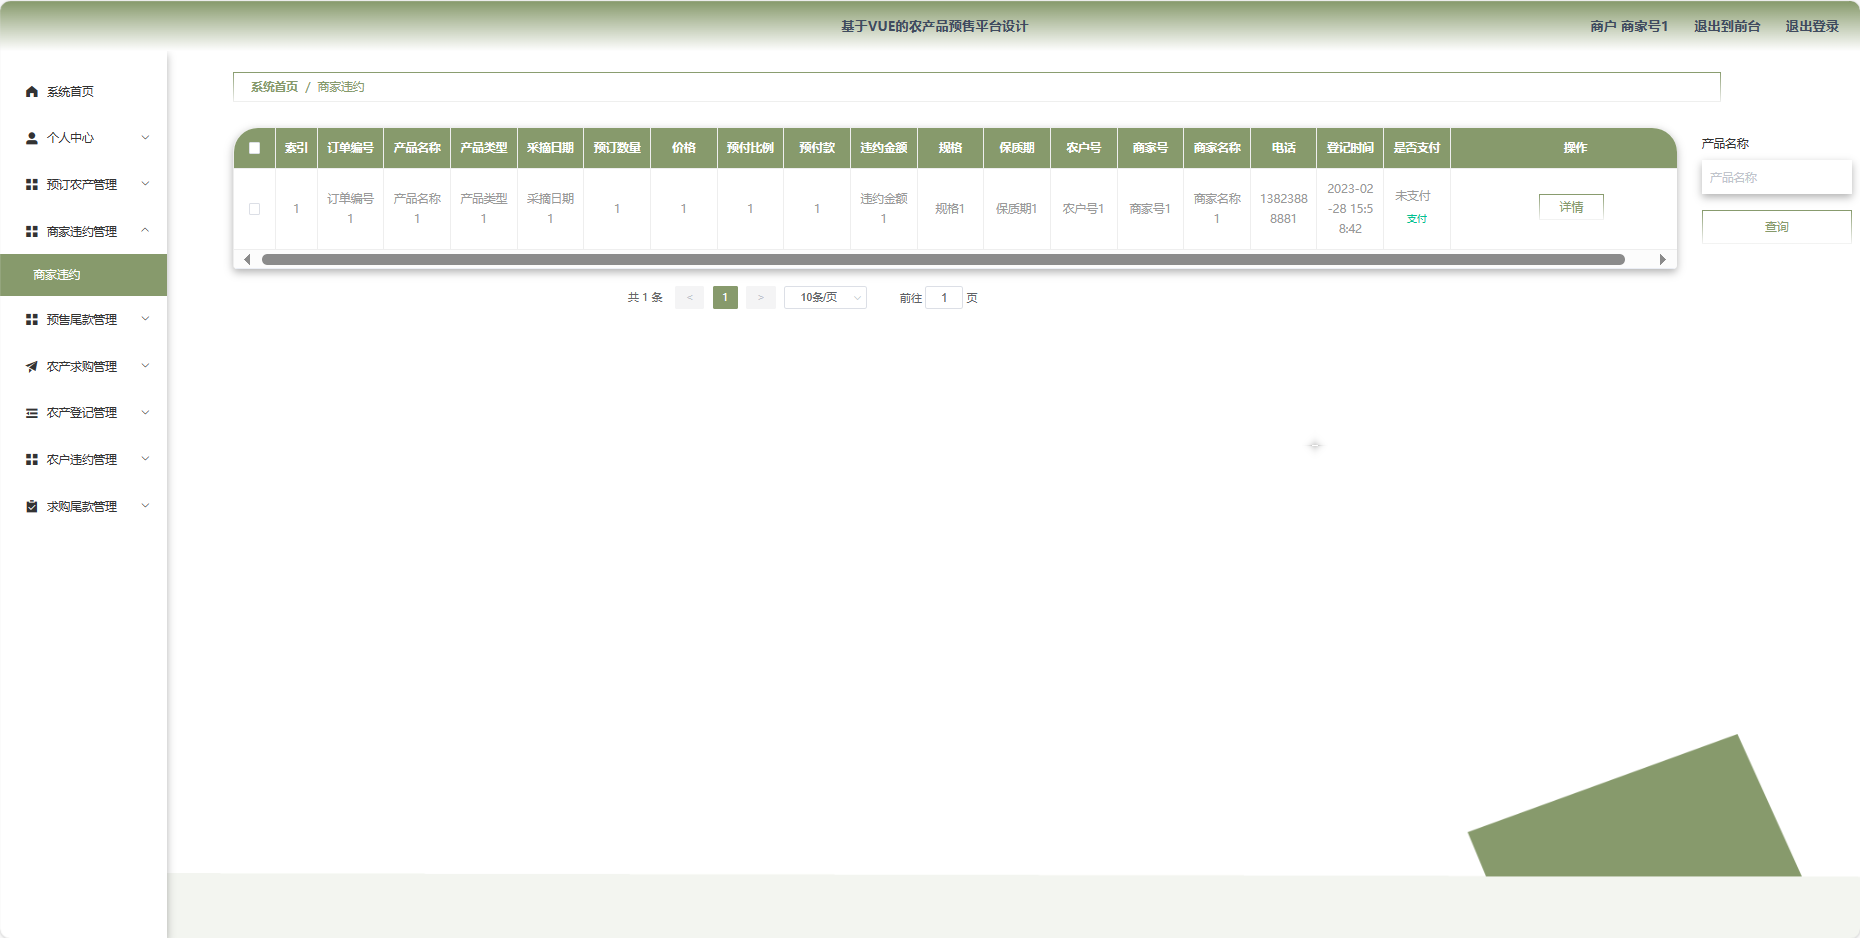 基于VUE的农产品预售平台设计
商户 商家号1 退出到前台 退出登录
系统首页
个人中心
预订农产管理
商家违约管理
商家违约
预售尾款管理
农产求购管理
农产登记管理
农户违约管理
求购尾款管理
系统首页 / 商家违约
索引 订单编号 产品名称 产品类型 采摘日期 预订数量 价格 预付比例 预付款 违约金额 规格 保质期 农户号 商家号 商家名称 电话 登记时间 是否支付 操作
1 订单编号1 产品名称1 产品类型1 采摘日期1 1 1 1 1 违约金额1 规格1 保质期1 农户号1 商家号1 商家名称1 13823888881 2023-02-28 15:58:42 未支付 支付 详情
共 1 条 < 1 > 10条/页 前往 1 页
产品名称
产品名称
查询